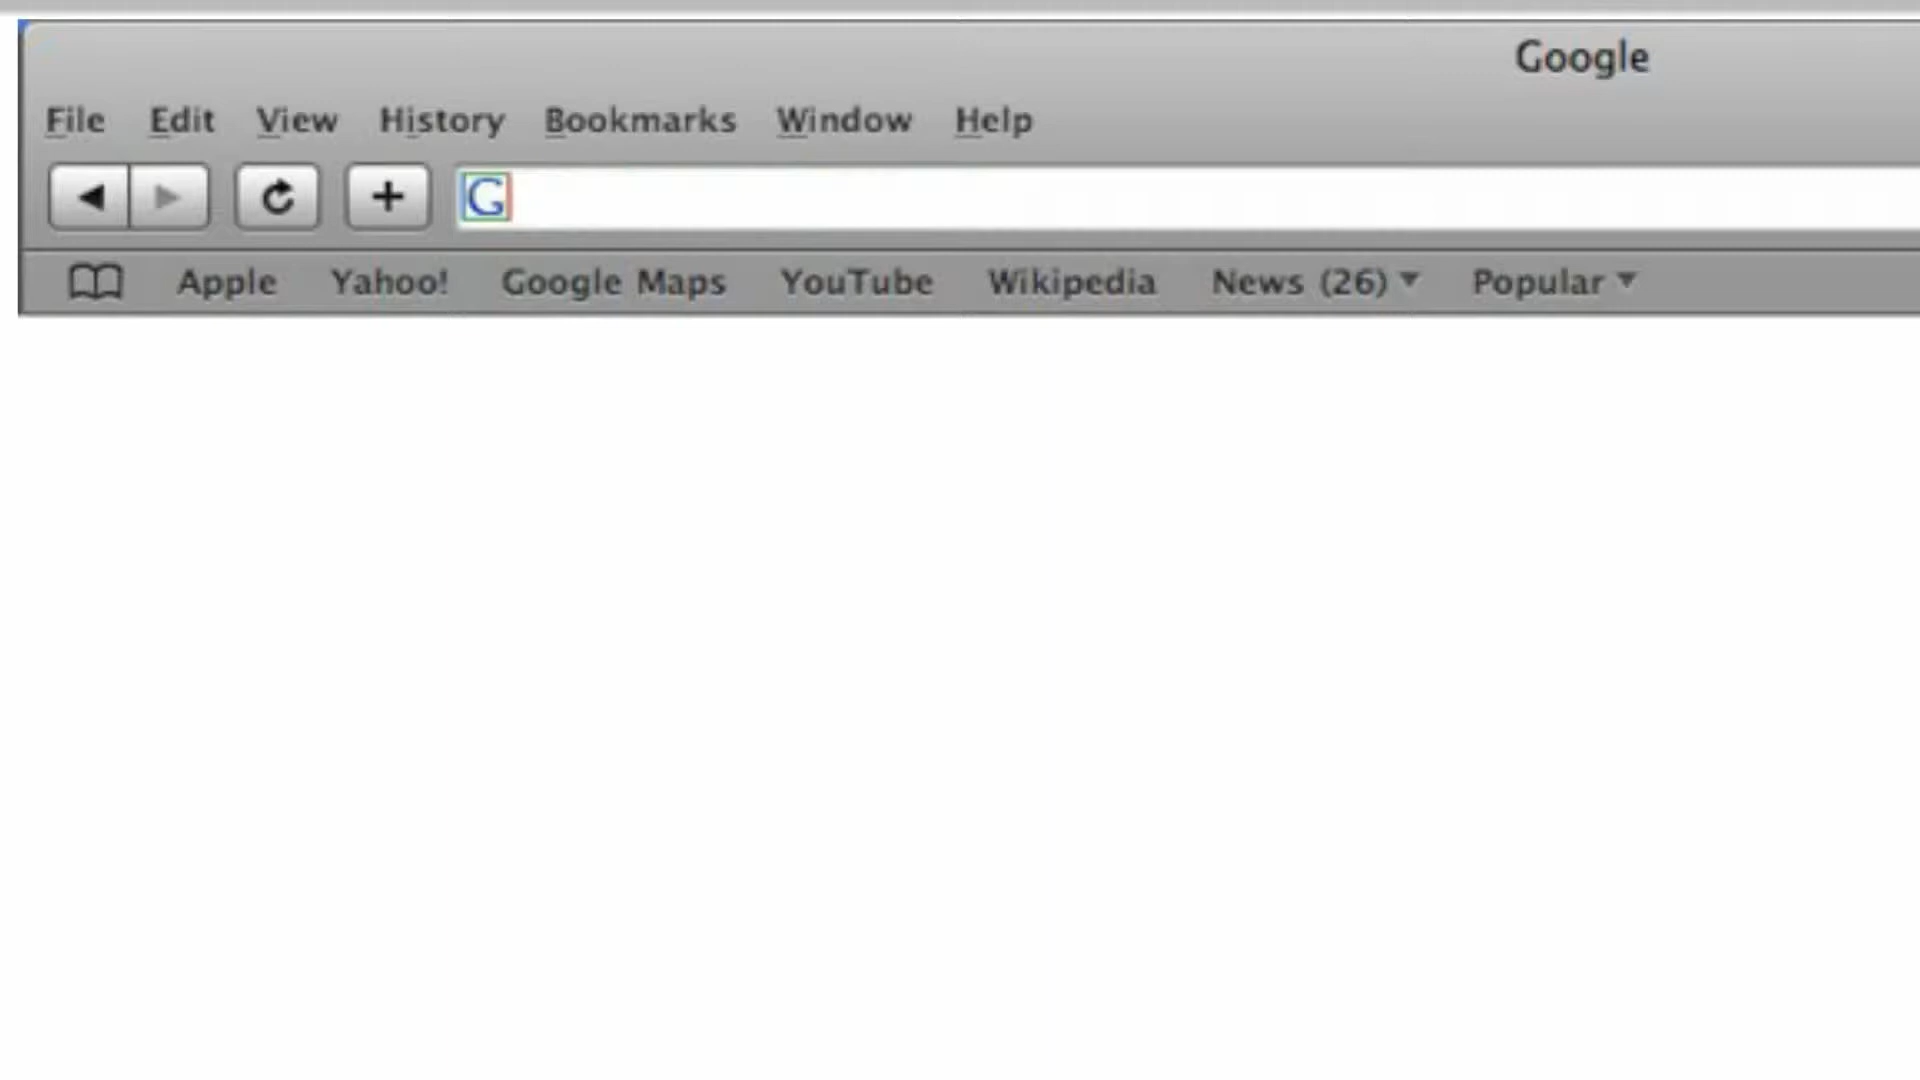 Google
File Edit View History Bookmarks Window Help
G
Apple Yahoo! Google Maps YouTube Wikipedia News (26) Popular